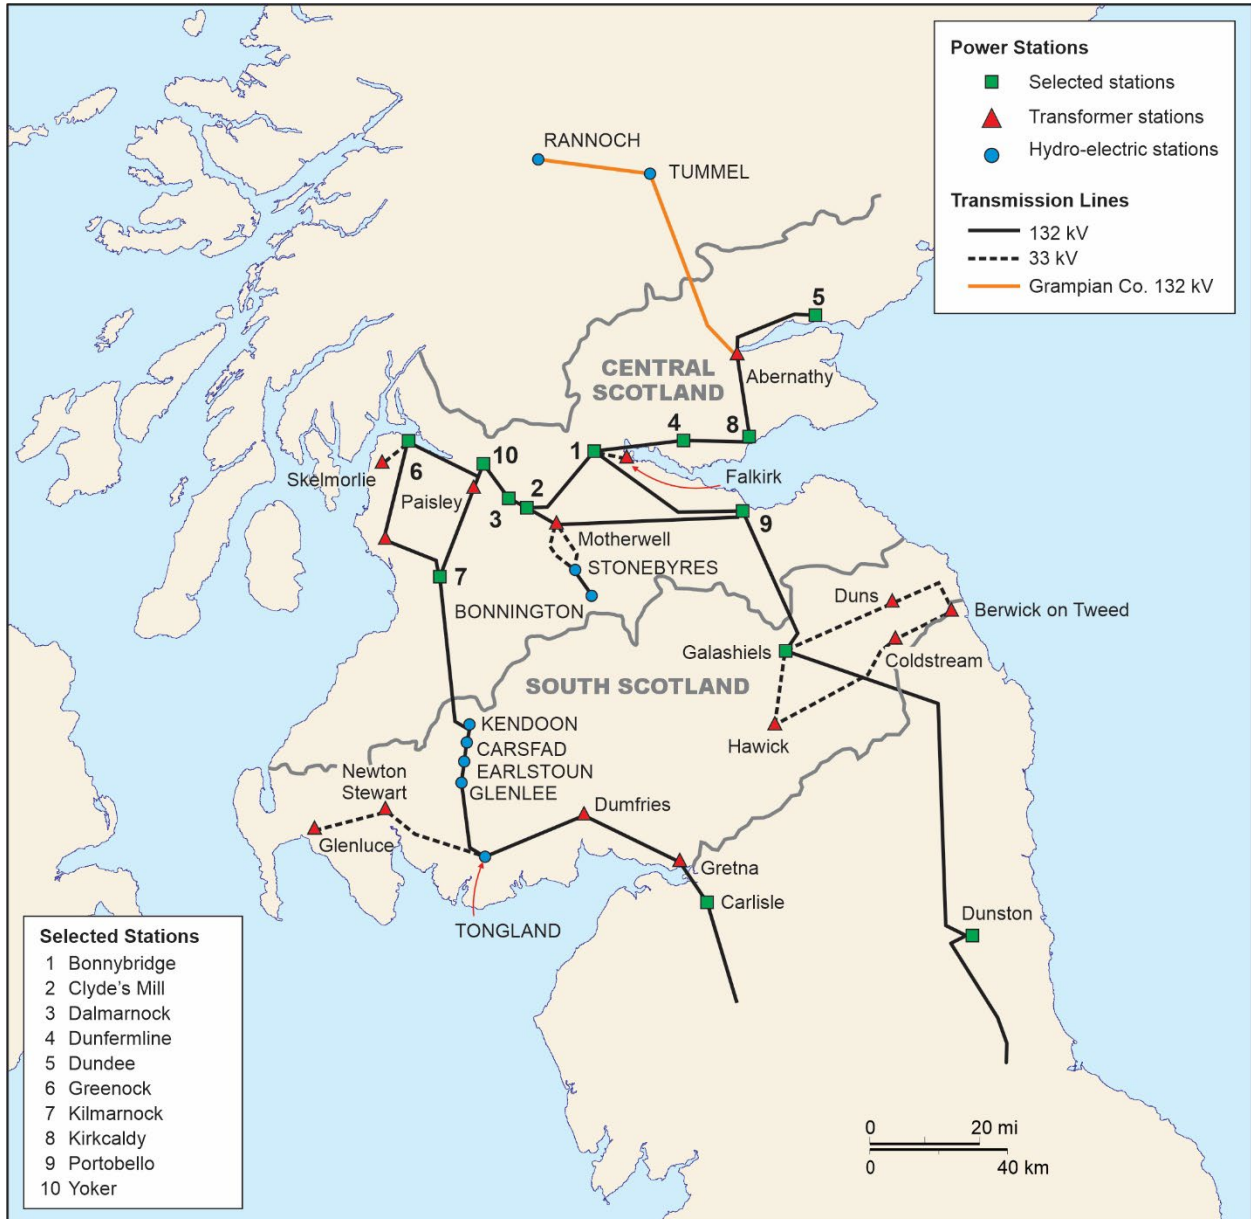 Power Stations
Selected stations
Transformer stations
Hydro-electric stations
Transmission Lines
132 kV
33 kV
Grampian Co. 132 kV
RANNOCH
TUMMEL
5
CENTRAL
SCOTLAND
Abernathy
4
8
1
10
6
Skelmorlie
Paisley
Falkirk
2
3
9
Motherwell
7
STONEBYRES
BONNINGTON
Duns
Berwick on Tweed
Galashiels
Coldstream
SOUTH SCOTLAND
Hawick
KENDOON
CARSFAD
EARLSTOUN
GLENLEE
Newton
Stewart
Glenluce
Dumfries
Gretna
Carlisle
TONGLAND
Dunston
Selected Stations
1 Bonnybridge
2 Clyde's Mill
3 Dalmarnock
4 Dunfermline
5 Dundee
6 Greenock
7 Kilmarnock
8 Kirkcaldy
9 Portobello
10 Yoker
0 20 mi
0 40 km